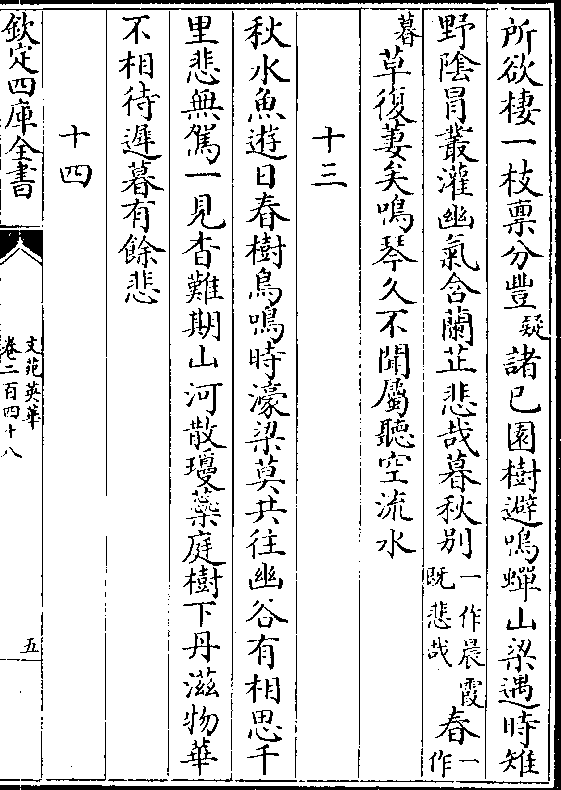 所欲棲一枝禀分豐疑諸已園樹避鳴蟬山梁遇時雉
野隂冐叢灌幽氣含蘭芷悲哉暮秋别一作晨霞既悲哉春一作
暮草復萋矣鳴琴久不聞屬聽空流水
十三
秋水魚遊日春樹鳥鳴時濠梁莫共往幽谷有相思千
里悲無駕一見杳難期山河散瓊蘂庭樹下丹滋物華
不相待遲暮有餘悲
十四
欽定四庫全書
文苑英華
卷二百四十八
五